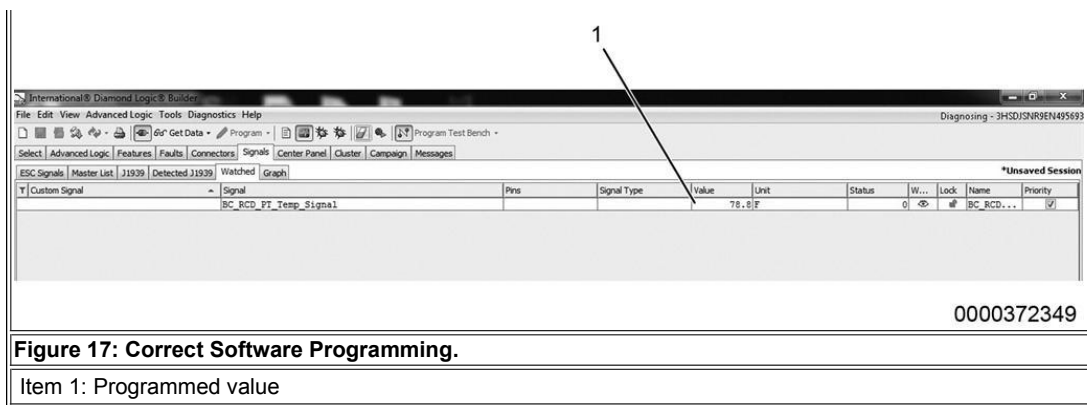 1
International® Diamond Logic® Builder
File Edit View Advanced Logic Tools Diagnostics Help
Diagnosing - 3HSDJSNR9EN495693
Get Data Program Program Test Bench
Select Advanced Logic Features Faults Connectors Signals Center Panel Cluster Campaign Messages
ESC Signals Master List J1939 Detected J1939 Watched Graph *Unsaved Session
T Custom Signal Signal Pins Signal Type Value Unit Status W... Lock Name Priority
BC_RCD_PT_Temp_Signal 78.8 F 0 BC_RCD...
0000372349
Figure 17: Correct Software Programming.
Item 1: Programmed value